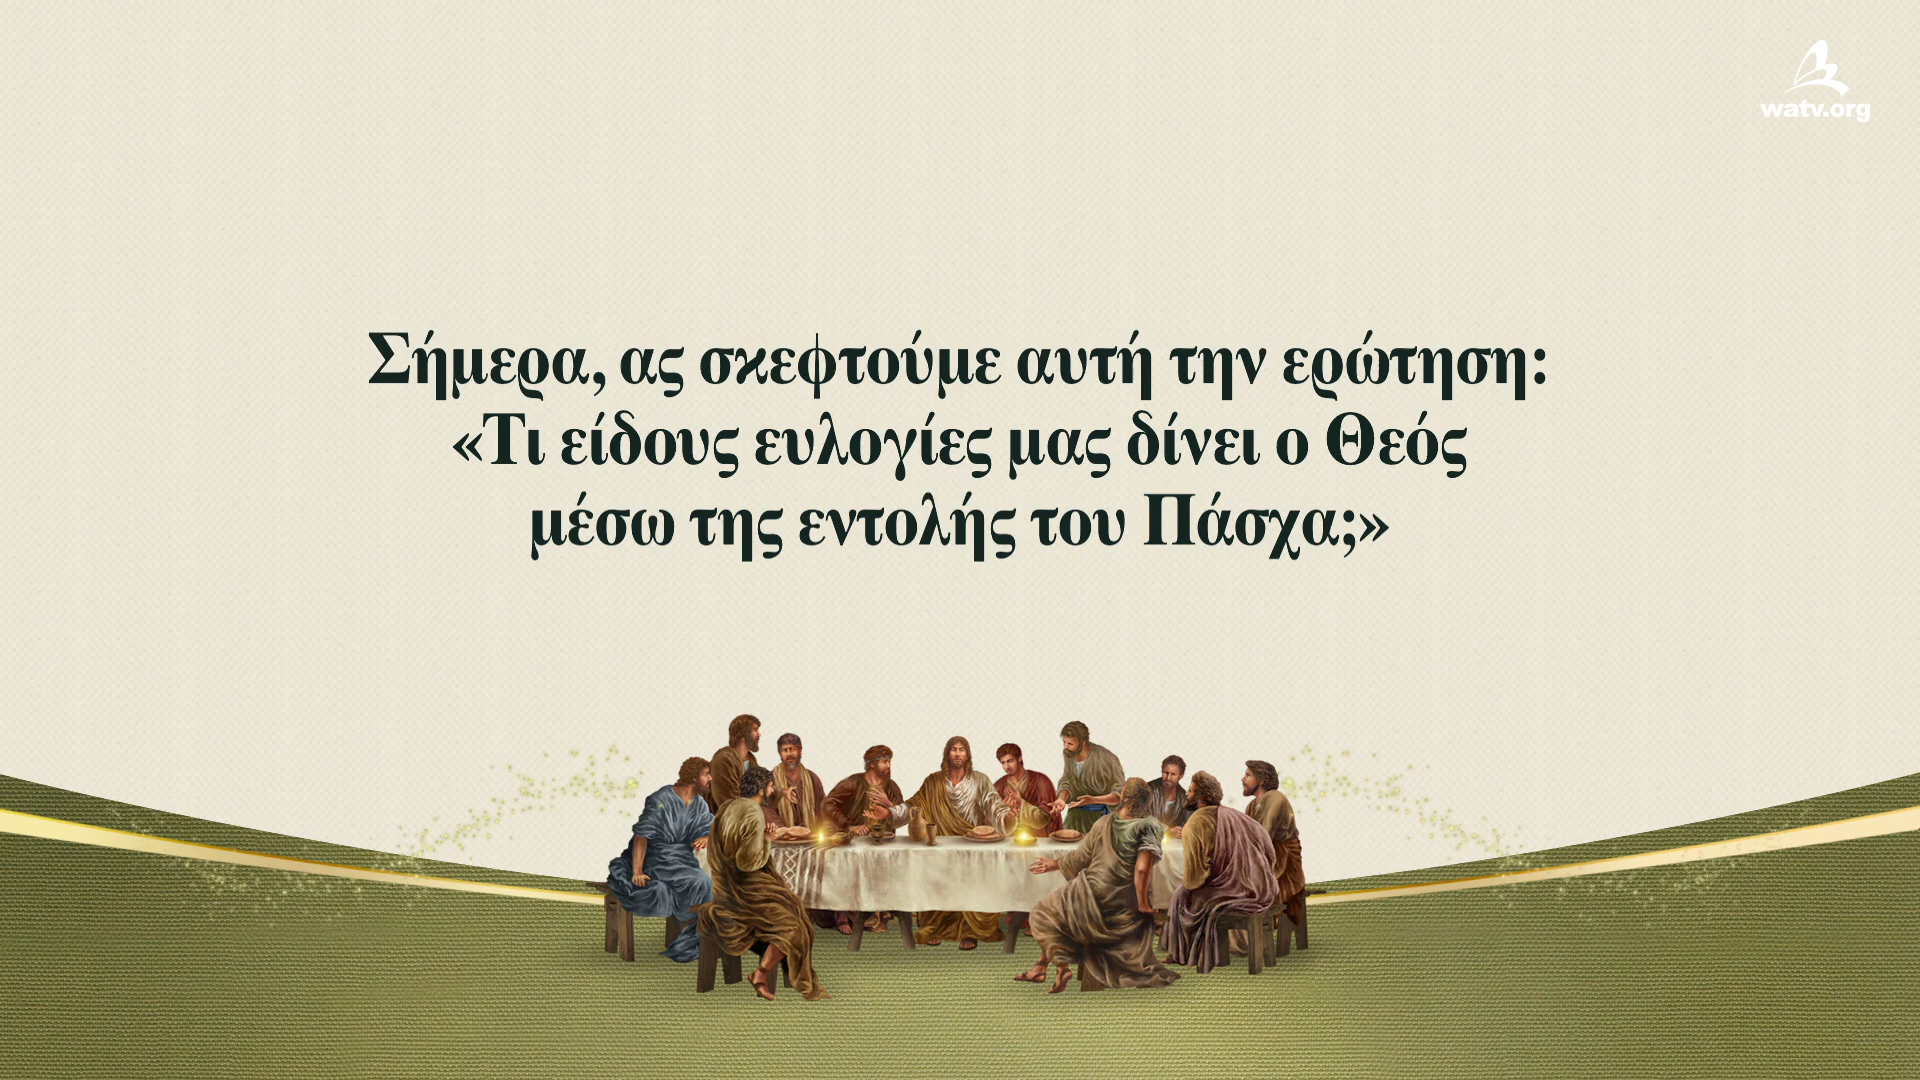 watv.org
Σήμερα, ας σκεφτούμε αυτή την ερώτηση:
«Τι είδους ευλογίες μας δίνει ο Θεός
μέσω της εντολής του Πάσχα;»